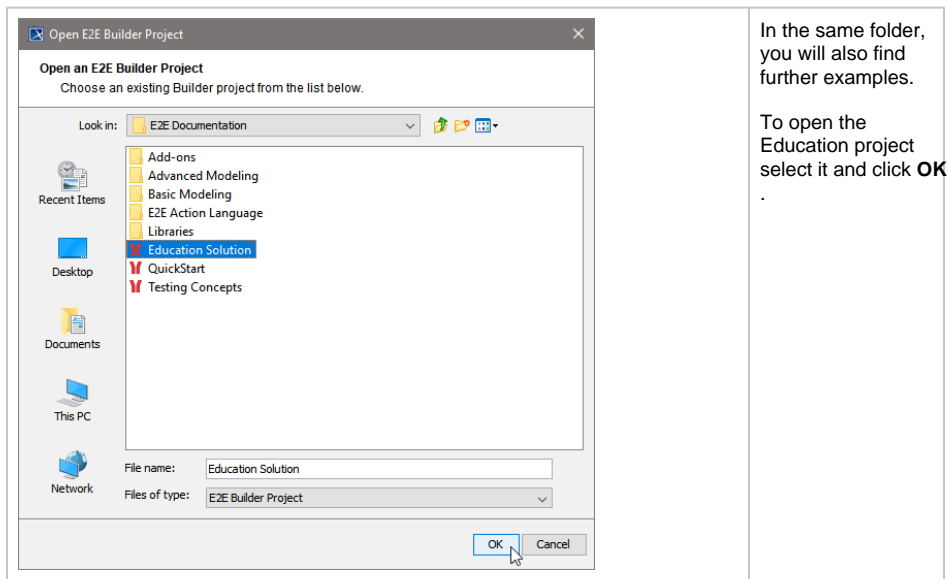 Open E2E Builder Project
Open an E2E Builder Project
Choose an existing Builder project from the list below.
Look in:
E2E Documentation
Recent Items
Desktop
Documents
This PC
Network
Add-ons
Advanced Modeling
Basic Modeling
E2E Action Language
Libraries
Education Solution
QuickStart
Testing Concepts
File name:
Education Solution
Files of type:
E2E Builder Project
OK
Cancel
In the same folder,
you will also find
further examples.
To open the
Education project
select it and click OK
.